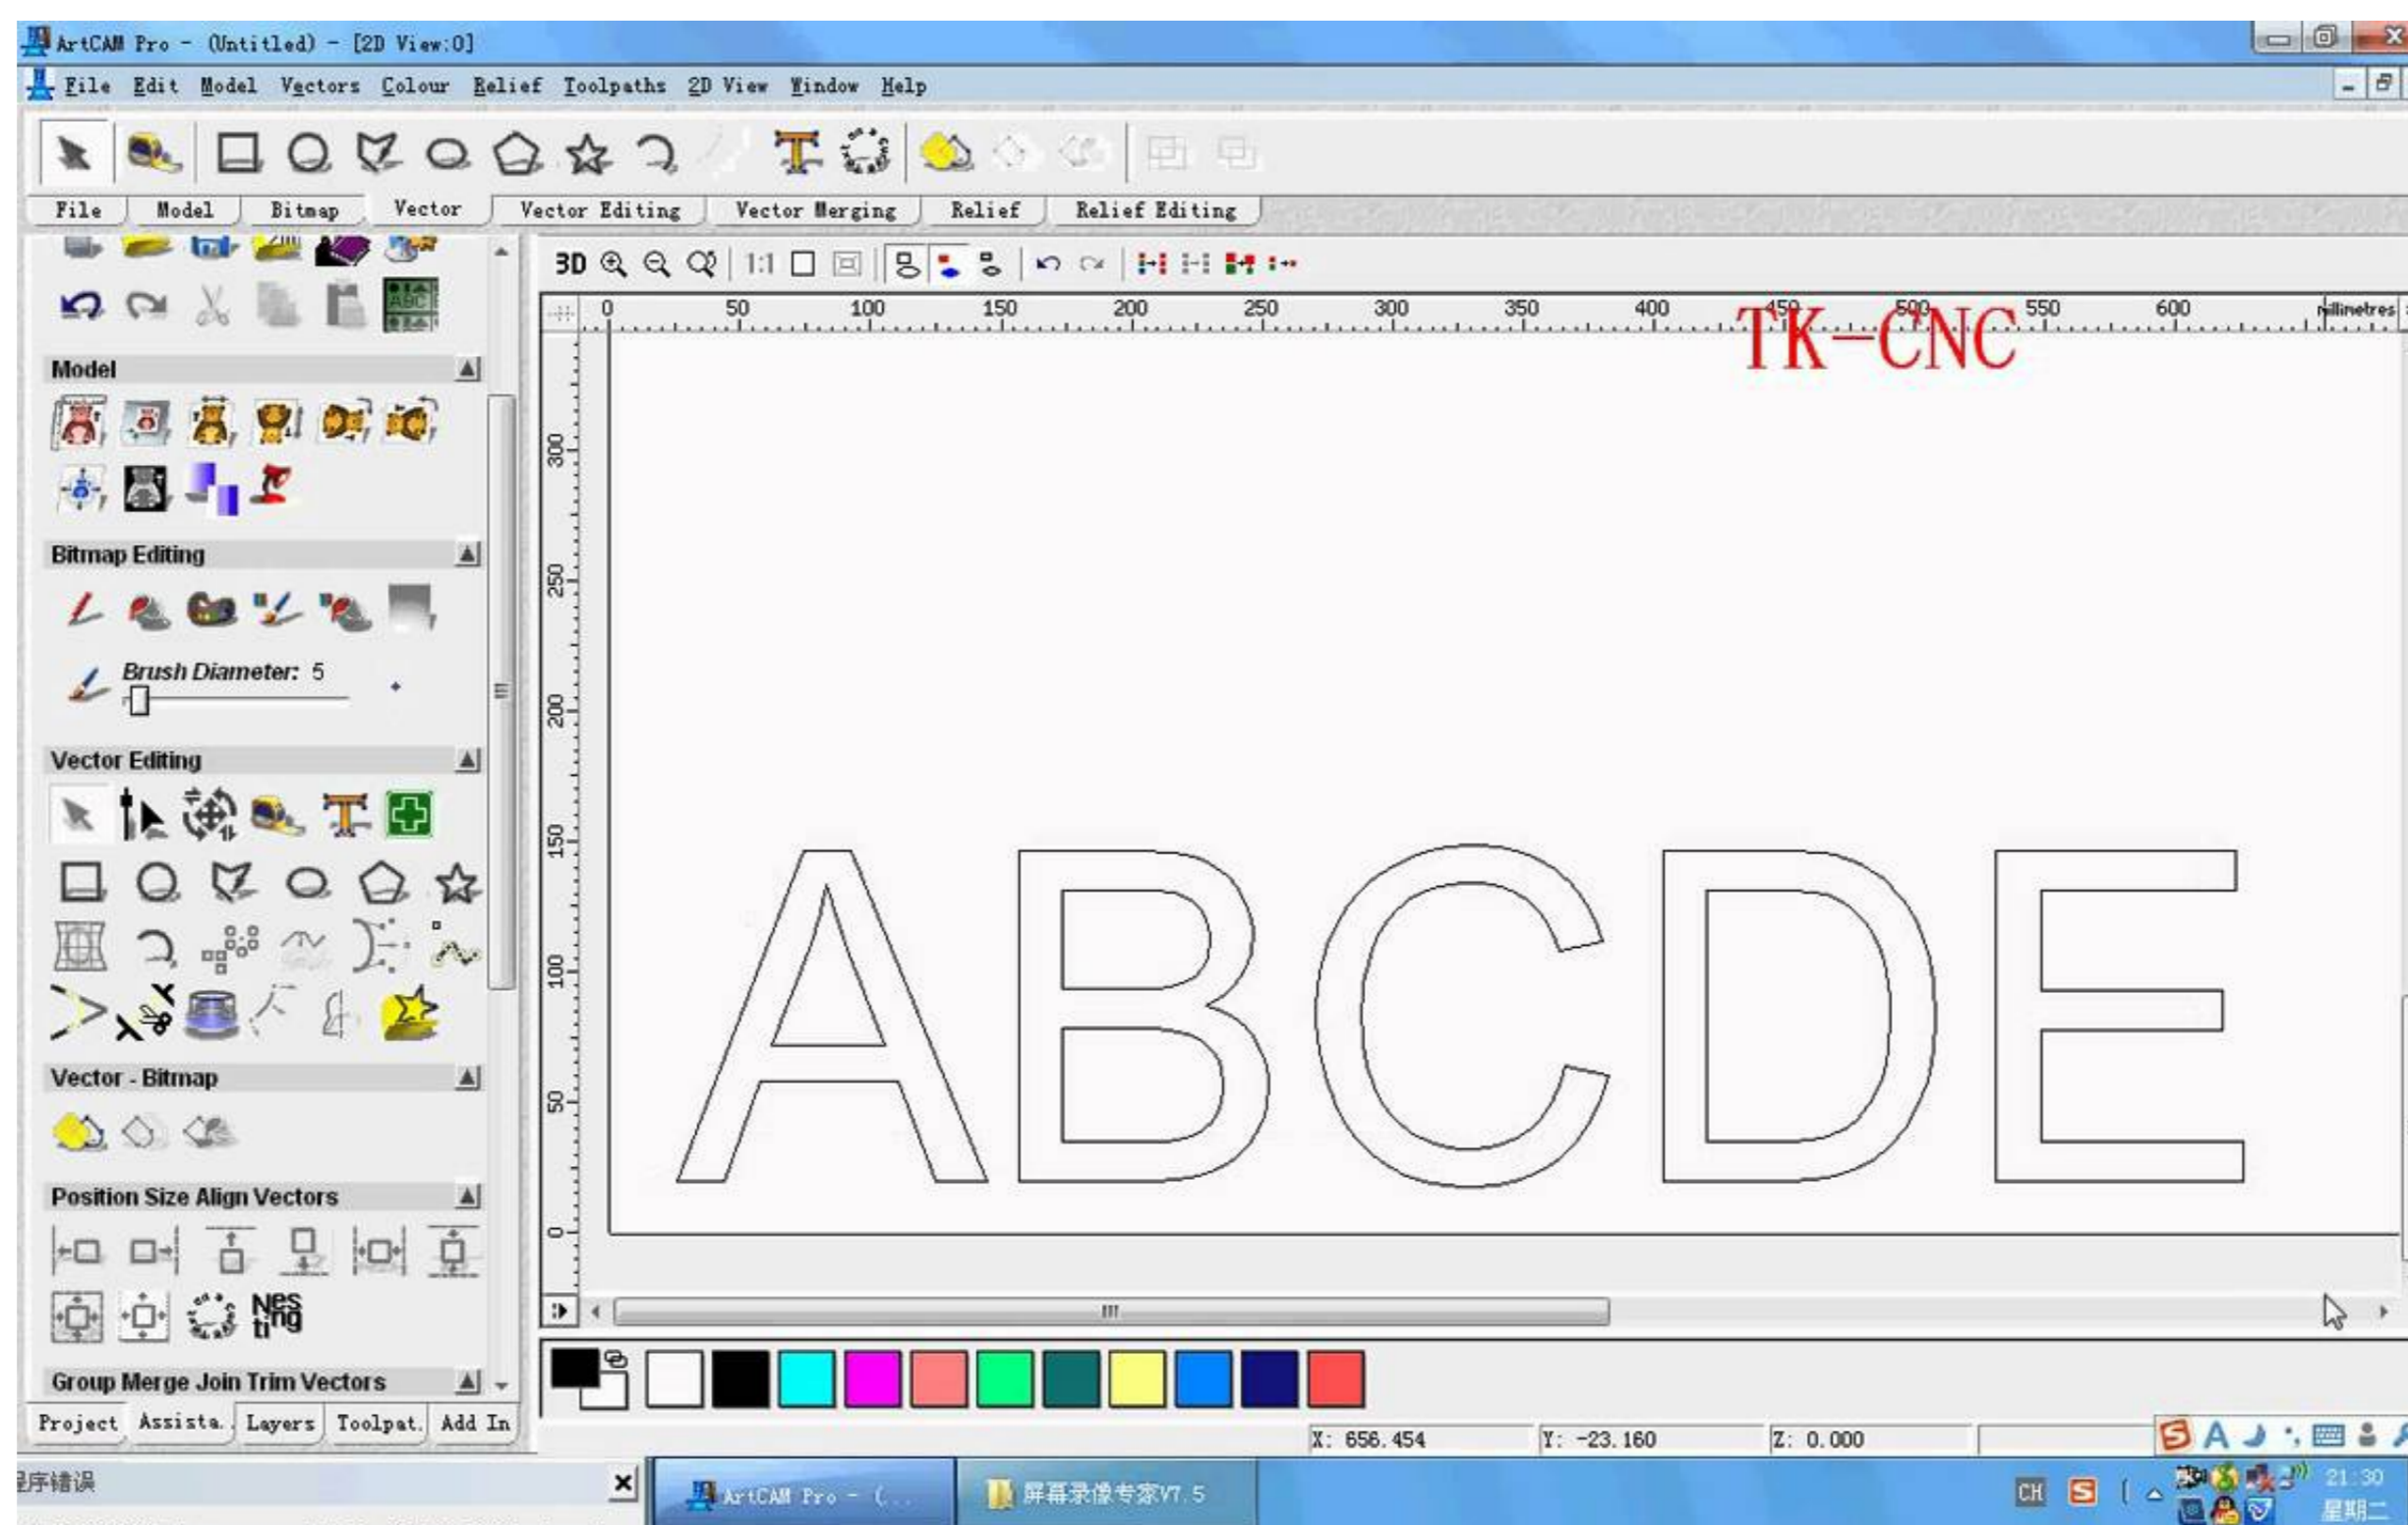 ArtCAM Pro - (Untitled) - [2D View:0]
File Edit Model Vectors Colour Relief Toolpaths 2D View Window Help
File Model Bitmap Vector Vector Editing Vector Merging Relief Relief Editing
3D 1:1
ABC
0 50 100 150 200 250 300 350 400 450 500 550 600 millimetres
TK-CNC
Model
300
Bitmap Editing
250
Brush Diameter: 5
200
Vector Editing
150
ABCDE
100
Vector - Bitmap
50
Position Size Align Vectors
0
Nesting
Group Merge Join Trim Vectors
Project Assista. Layers Toolpat. Add In
X: 656.454 Y: -23.160 Z: 0.000
S A
程序错误
ArtCAM Pro - (...
屏幕录像专家V7.5
CH S 21:30
星期二